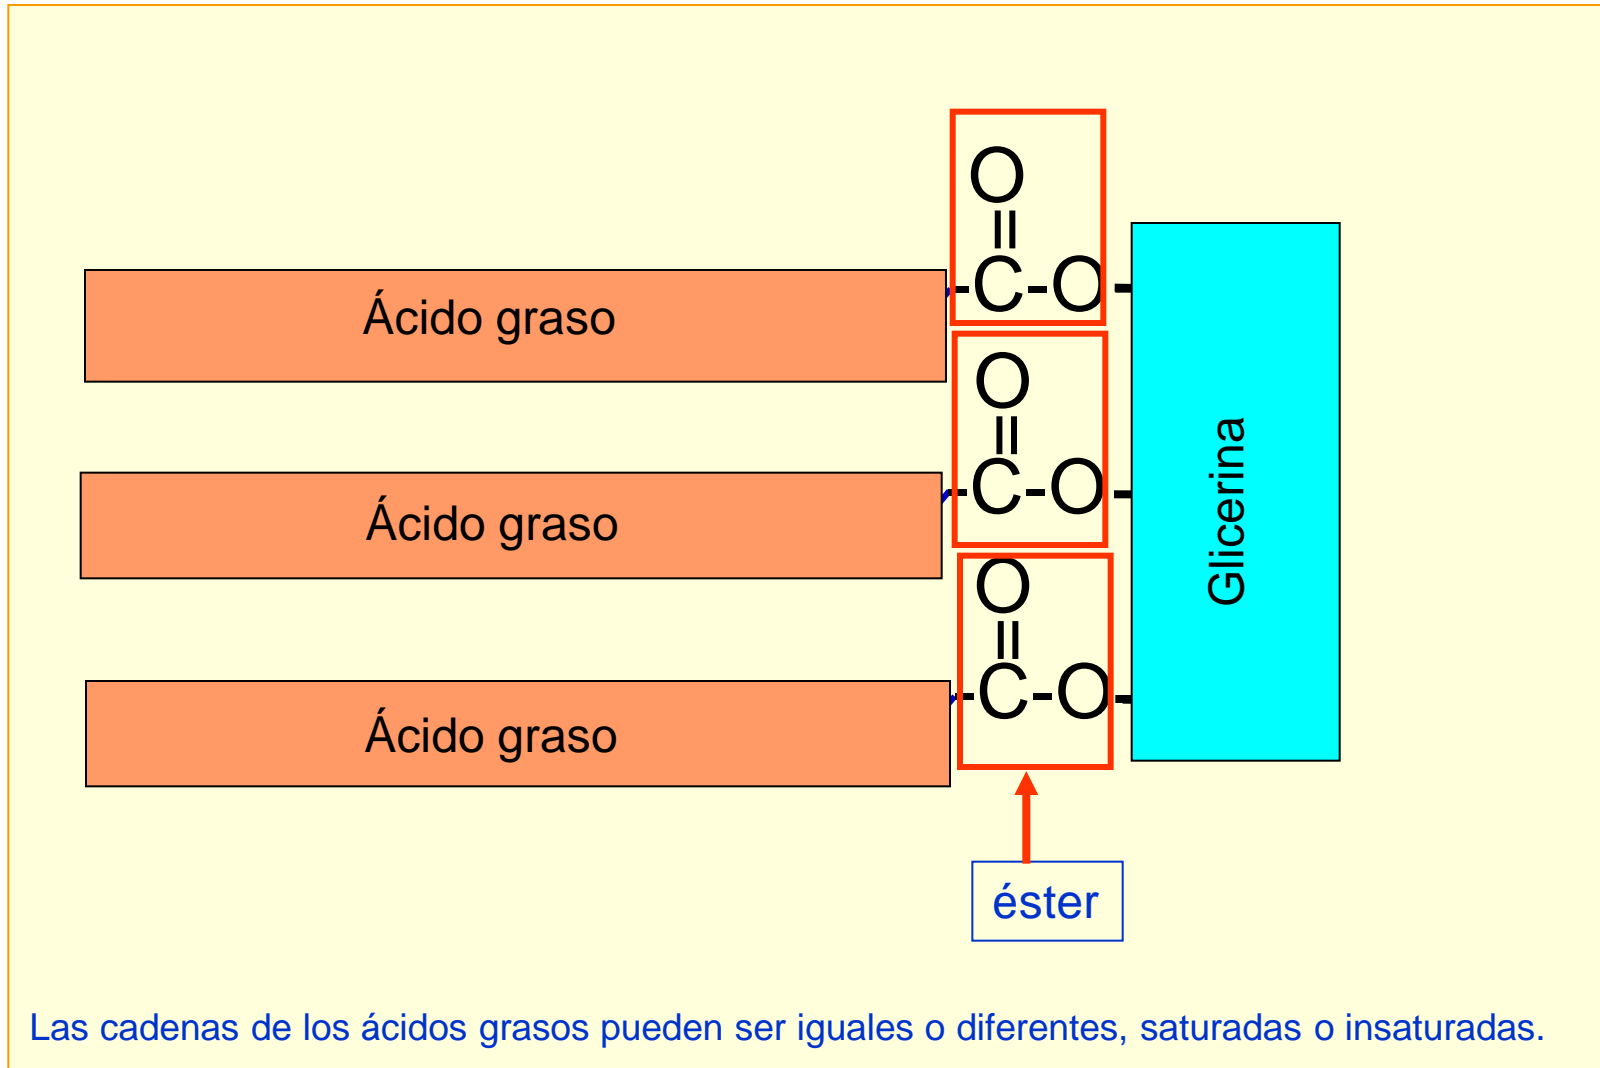 O
||
-C-O-
Ácido graso
O
||
-C-O-
Ácido graso
Glicerina
O
||
-C-O-
Ácido graso
éster
Las cadenas de los ácidos grasos pueden ser iguales o diferentes, saturadas o insaturadas.